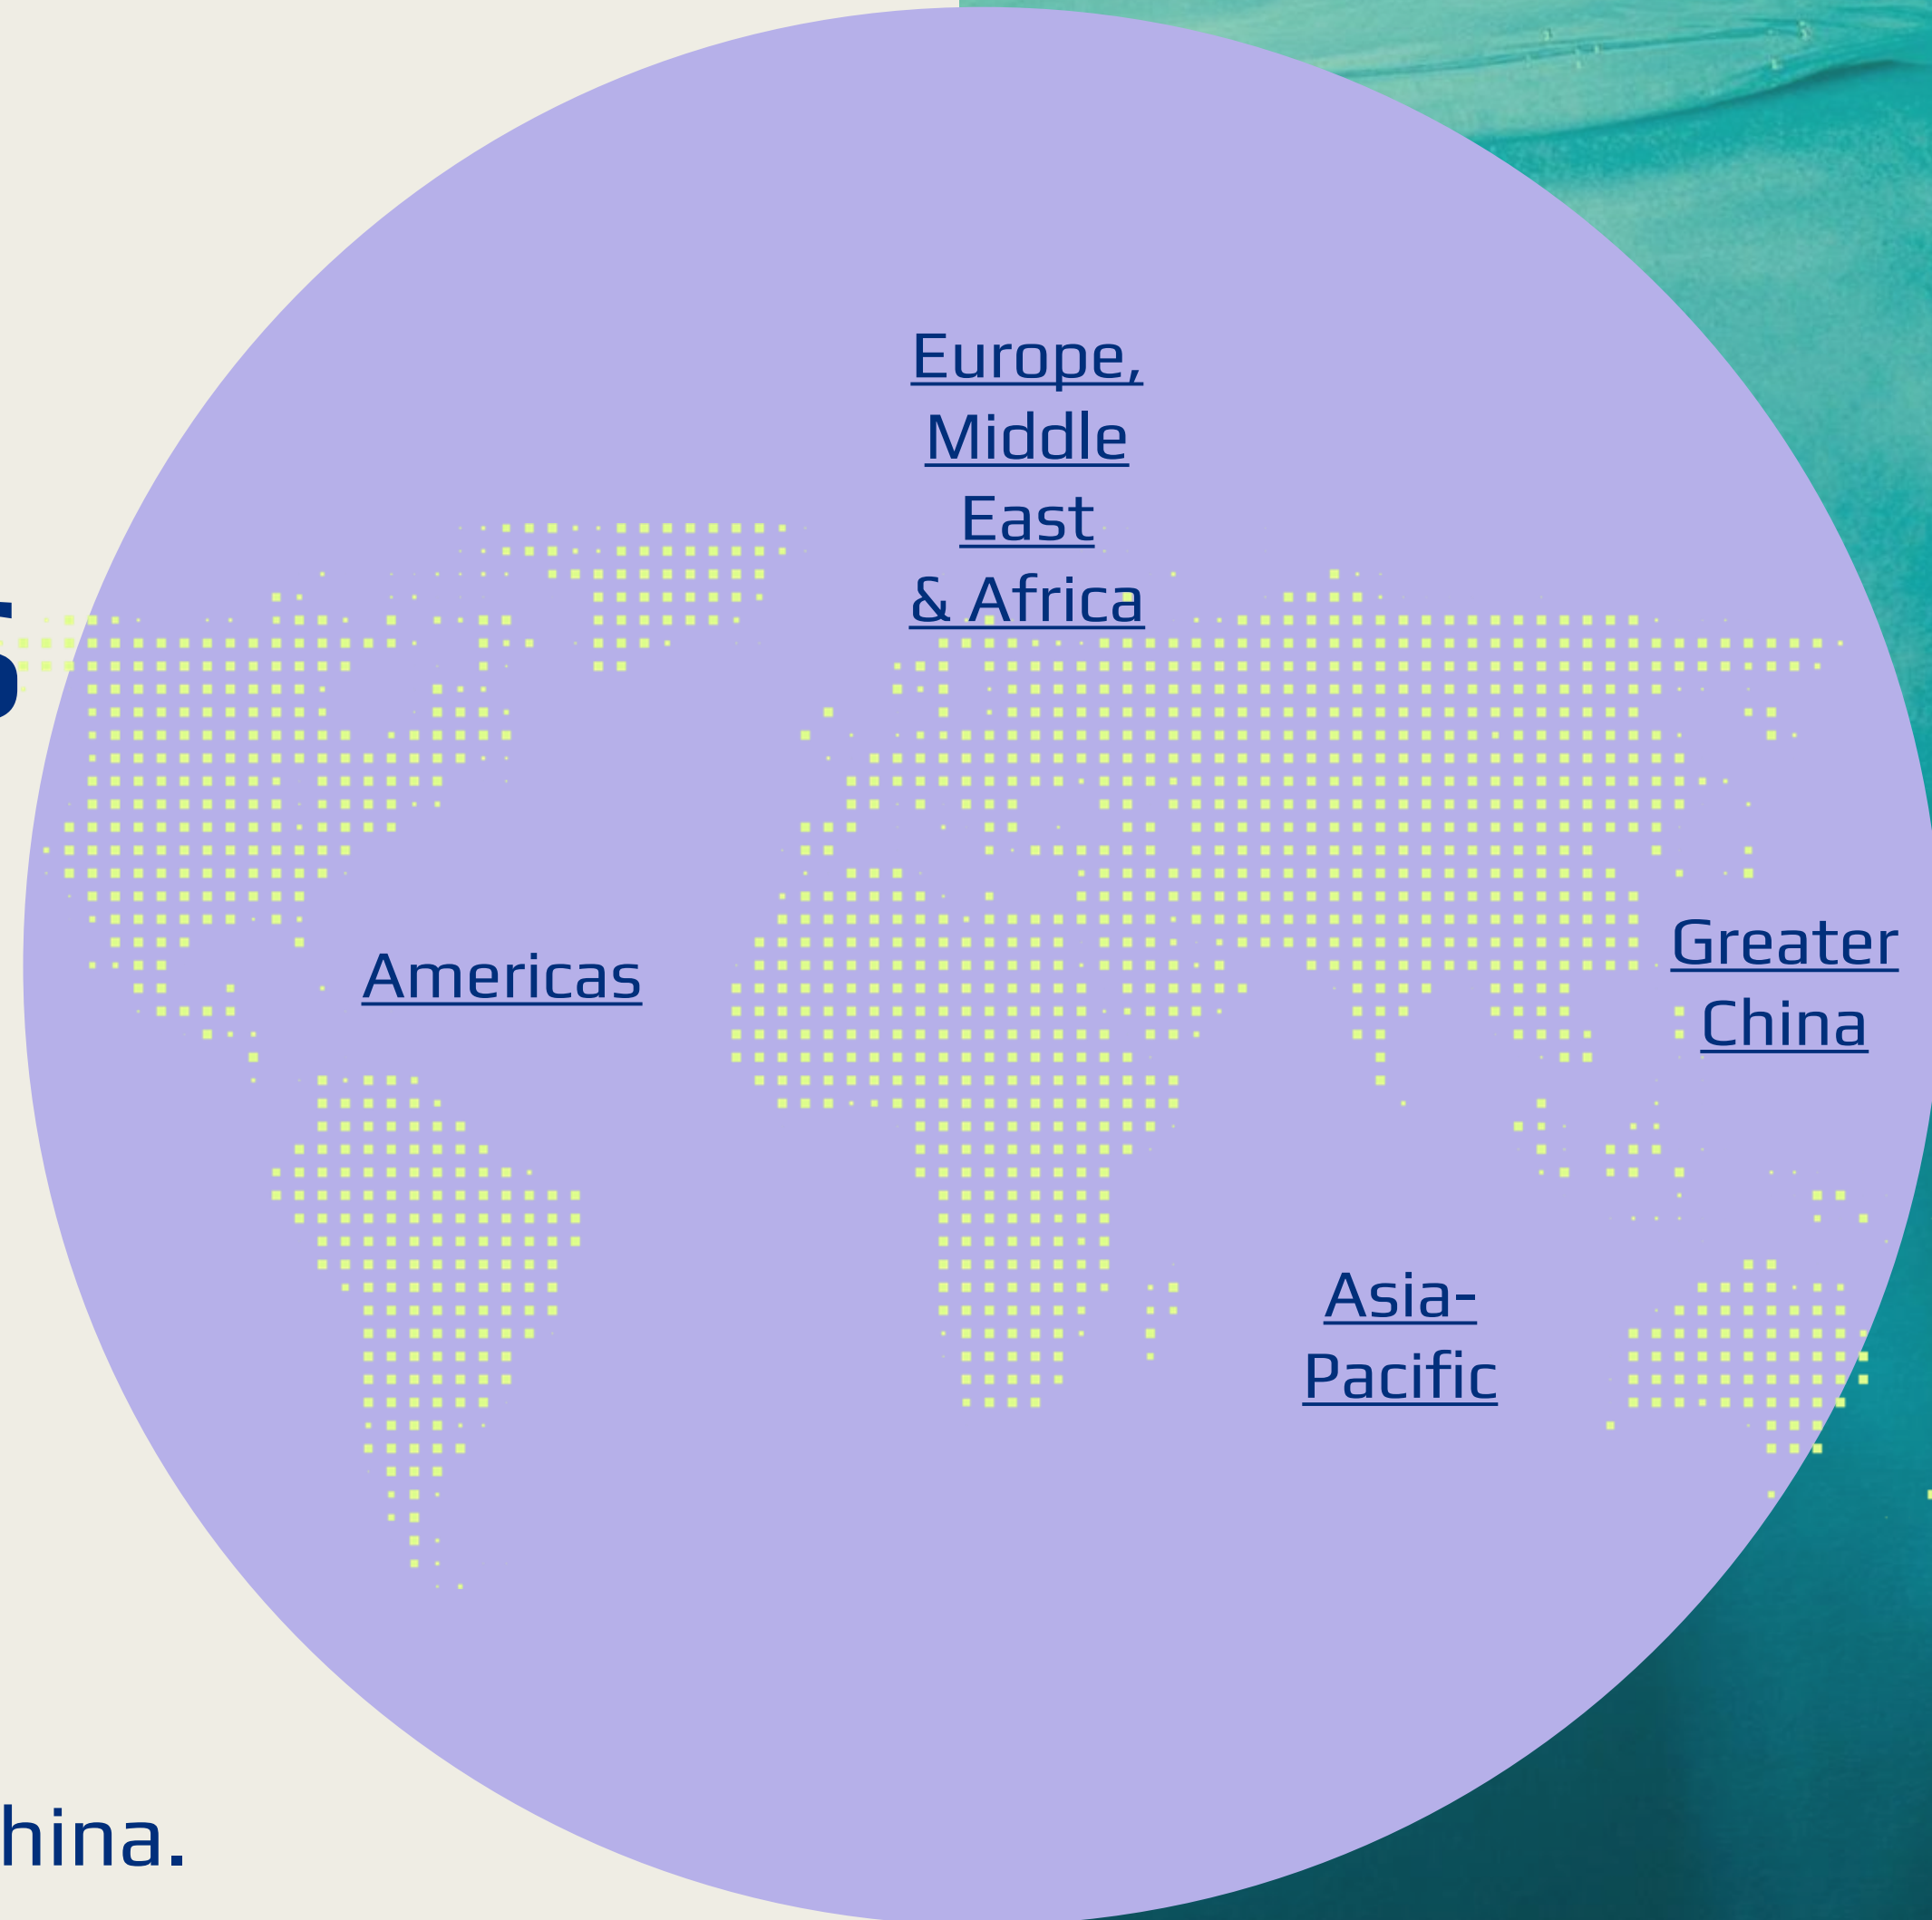 Europe,
Middle
East
& Africa
Americas
Greater
China
Asia-
Pacific
hina.